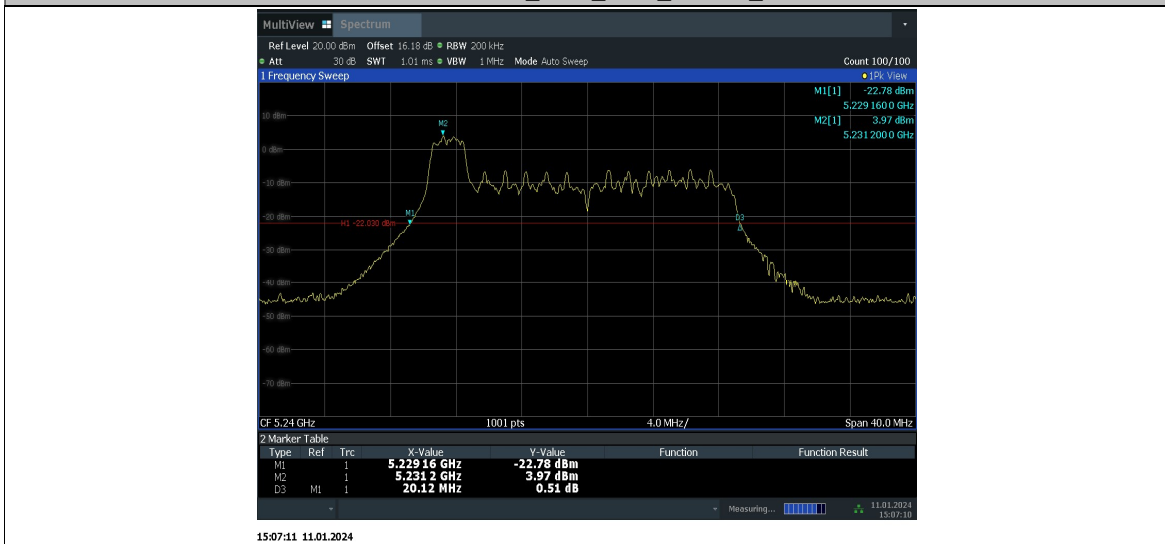 MultiView Spectrum
Ref Level 20.00 dBm Offset 16.18 dB RBW 200 kHz
Att 30 dB SWT 1.01 ms VBW 1 MHz Mode Auto Sweep Count 100/100
1 Frequency Sweep 1Pk View
M1[1] -22.78 dBm
5.229 160 0 GHz
10 dBm
M2[1] 3.97 dBm
M2
5.231 200 0 GHz
0 dBm
-10 dBm
M1
-20 dBm
D3
H1 -22.030 dBm
-30 dBm
-40 dBm
-50 dBm
-60 dBm
-70 dBm
CF 5.24 GHz 1001 pts 4.0 MHz/ Span 40.0 MHz
2 Marker Table
Type Ref Trc X-Value Y-Value Function Function Result
M1 1 5.229 16 GHz -22.78 dBm
M2 1 5.231 2 GHz 3.97 dBm
D3 M1 1 20.12 MHz 0.51 dB
Measuring... 11.01.2024
15:07:10
15:07:11 11.01.2024